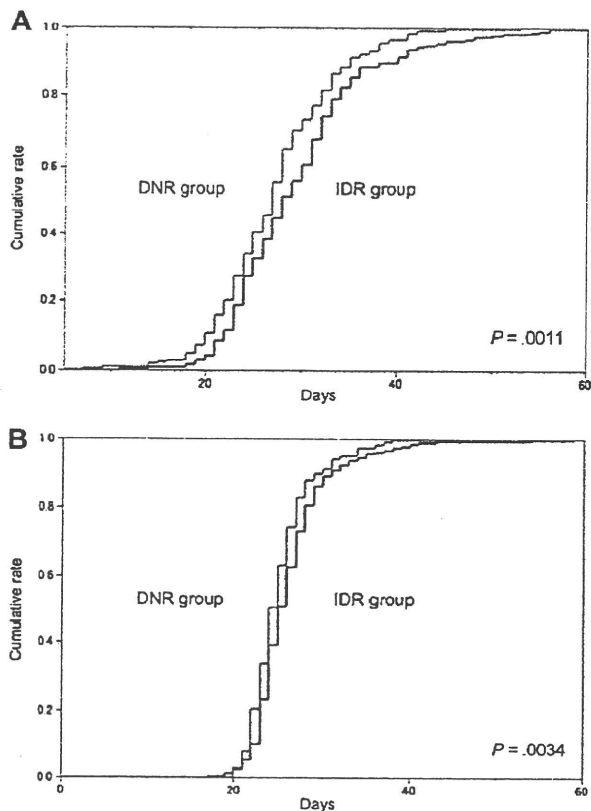 A
1.0
0.8
0.6
0.4
0.2
0.0
Cumulative rate
DNR group
IDR group
P = .0011
20
40
60
Days
B
1.0
0.8
0.6
0.4
0.2
0.0
Cumulative rate
DNR group
IDR group
P = .0034
0
20
40
60
Days